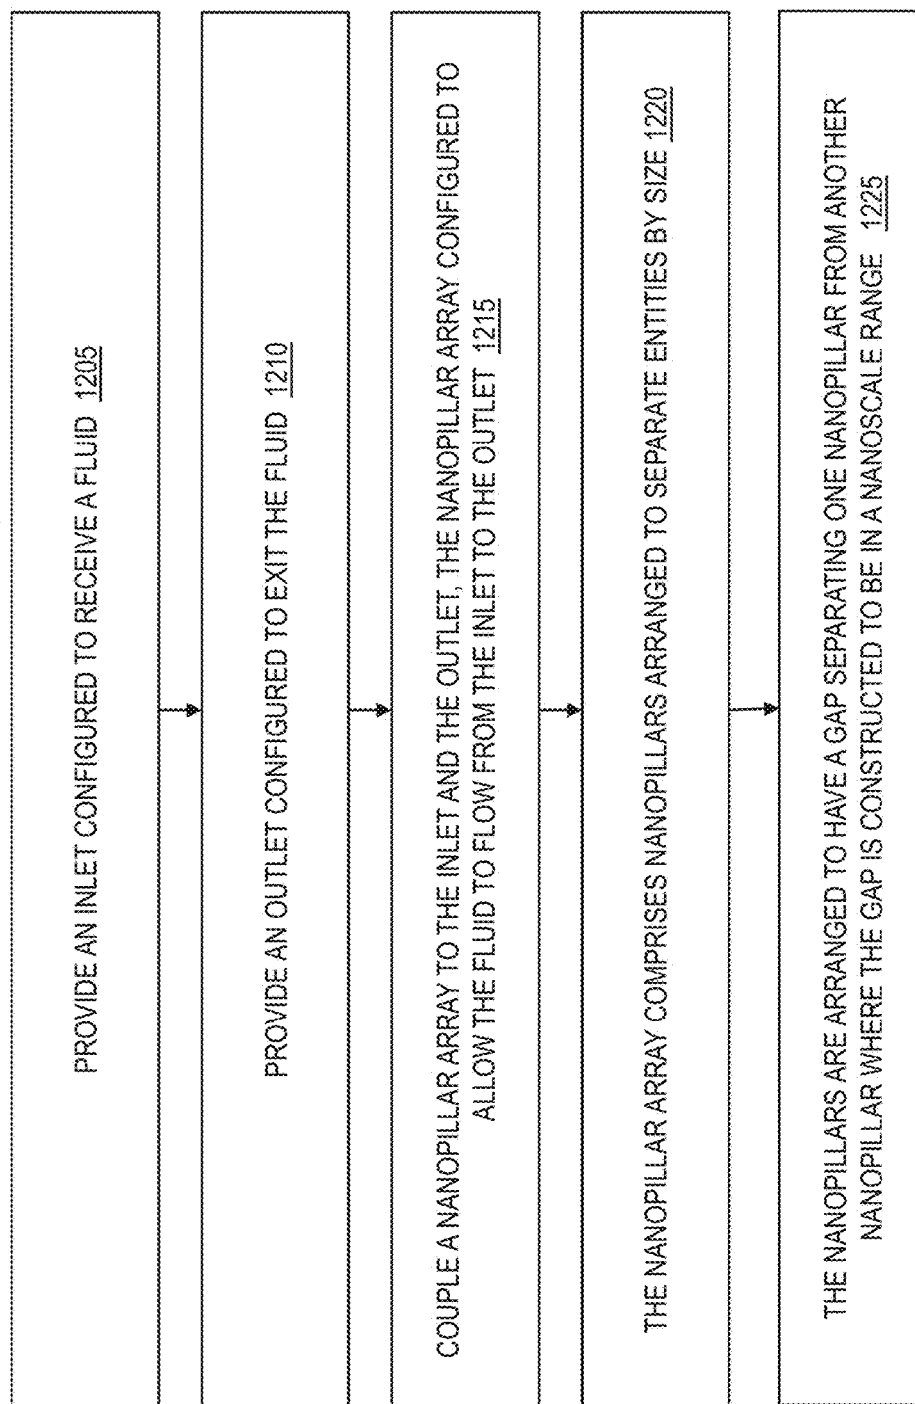 PROVIDE AN INLET CONFIGURED TO RECEIVE A FLUID 1205
PROVIDE AN OUTLET CONFIGURED TO EXIT THE FLUID 1210
COUPLE A NANOPILLAR ARRAY TO THE INLET AND THE OUTLET, THE NANOPILLAR ARRAY CONFIGURED TO
ALLOW THE FLUID TO FLOW FROM THE INLET TO THE OUTLET 1215
THE NANOPILLAR ARRAY COMPRISES NANOPILLARS ARRANGED TO SEPARATE ENTITIES BY SIZE 1220
THE NANOPILLARS ARE ARRANGED TO HAVE A GAP SEPARATING ONE NANOPILLAR FROM ANOTHER
NANOPILLAR WHERE THE GAP IS CONSTRUCTED TO BE IN A NANOSCALE RANGE 1225